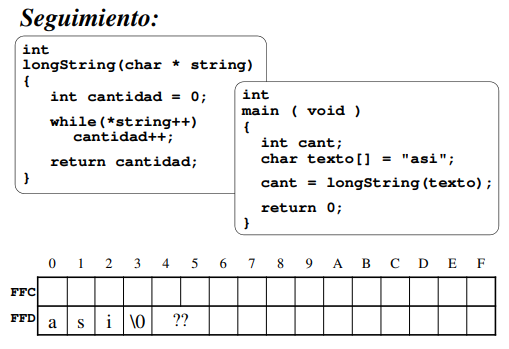 Seguimiento:
int
longString(char * string)
{
int cantidad = 0;
while(*string++)
cantidad++;
return cantidad;
}
int
main ( void )
{
int cant;
char texto[] = "asi";
cant = longString(texto);
return 0;
}
0 1 2 3 4 5 6 7 8 9 A B C D E F
FFC
FFD a s i \0 ??